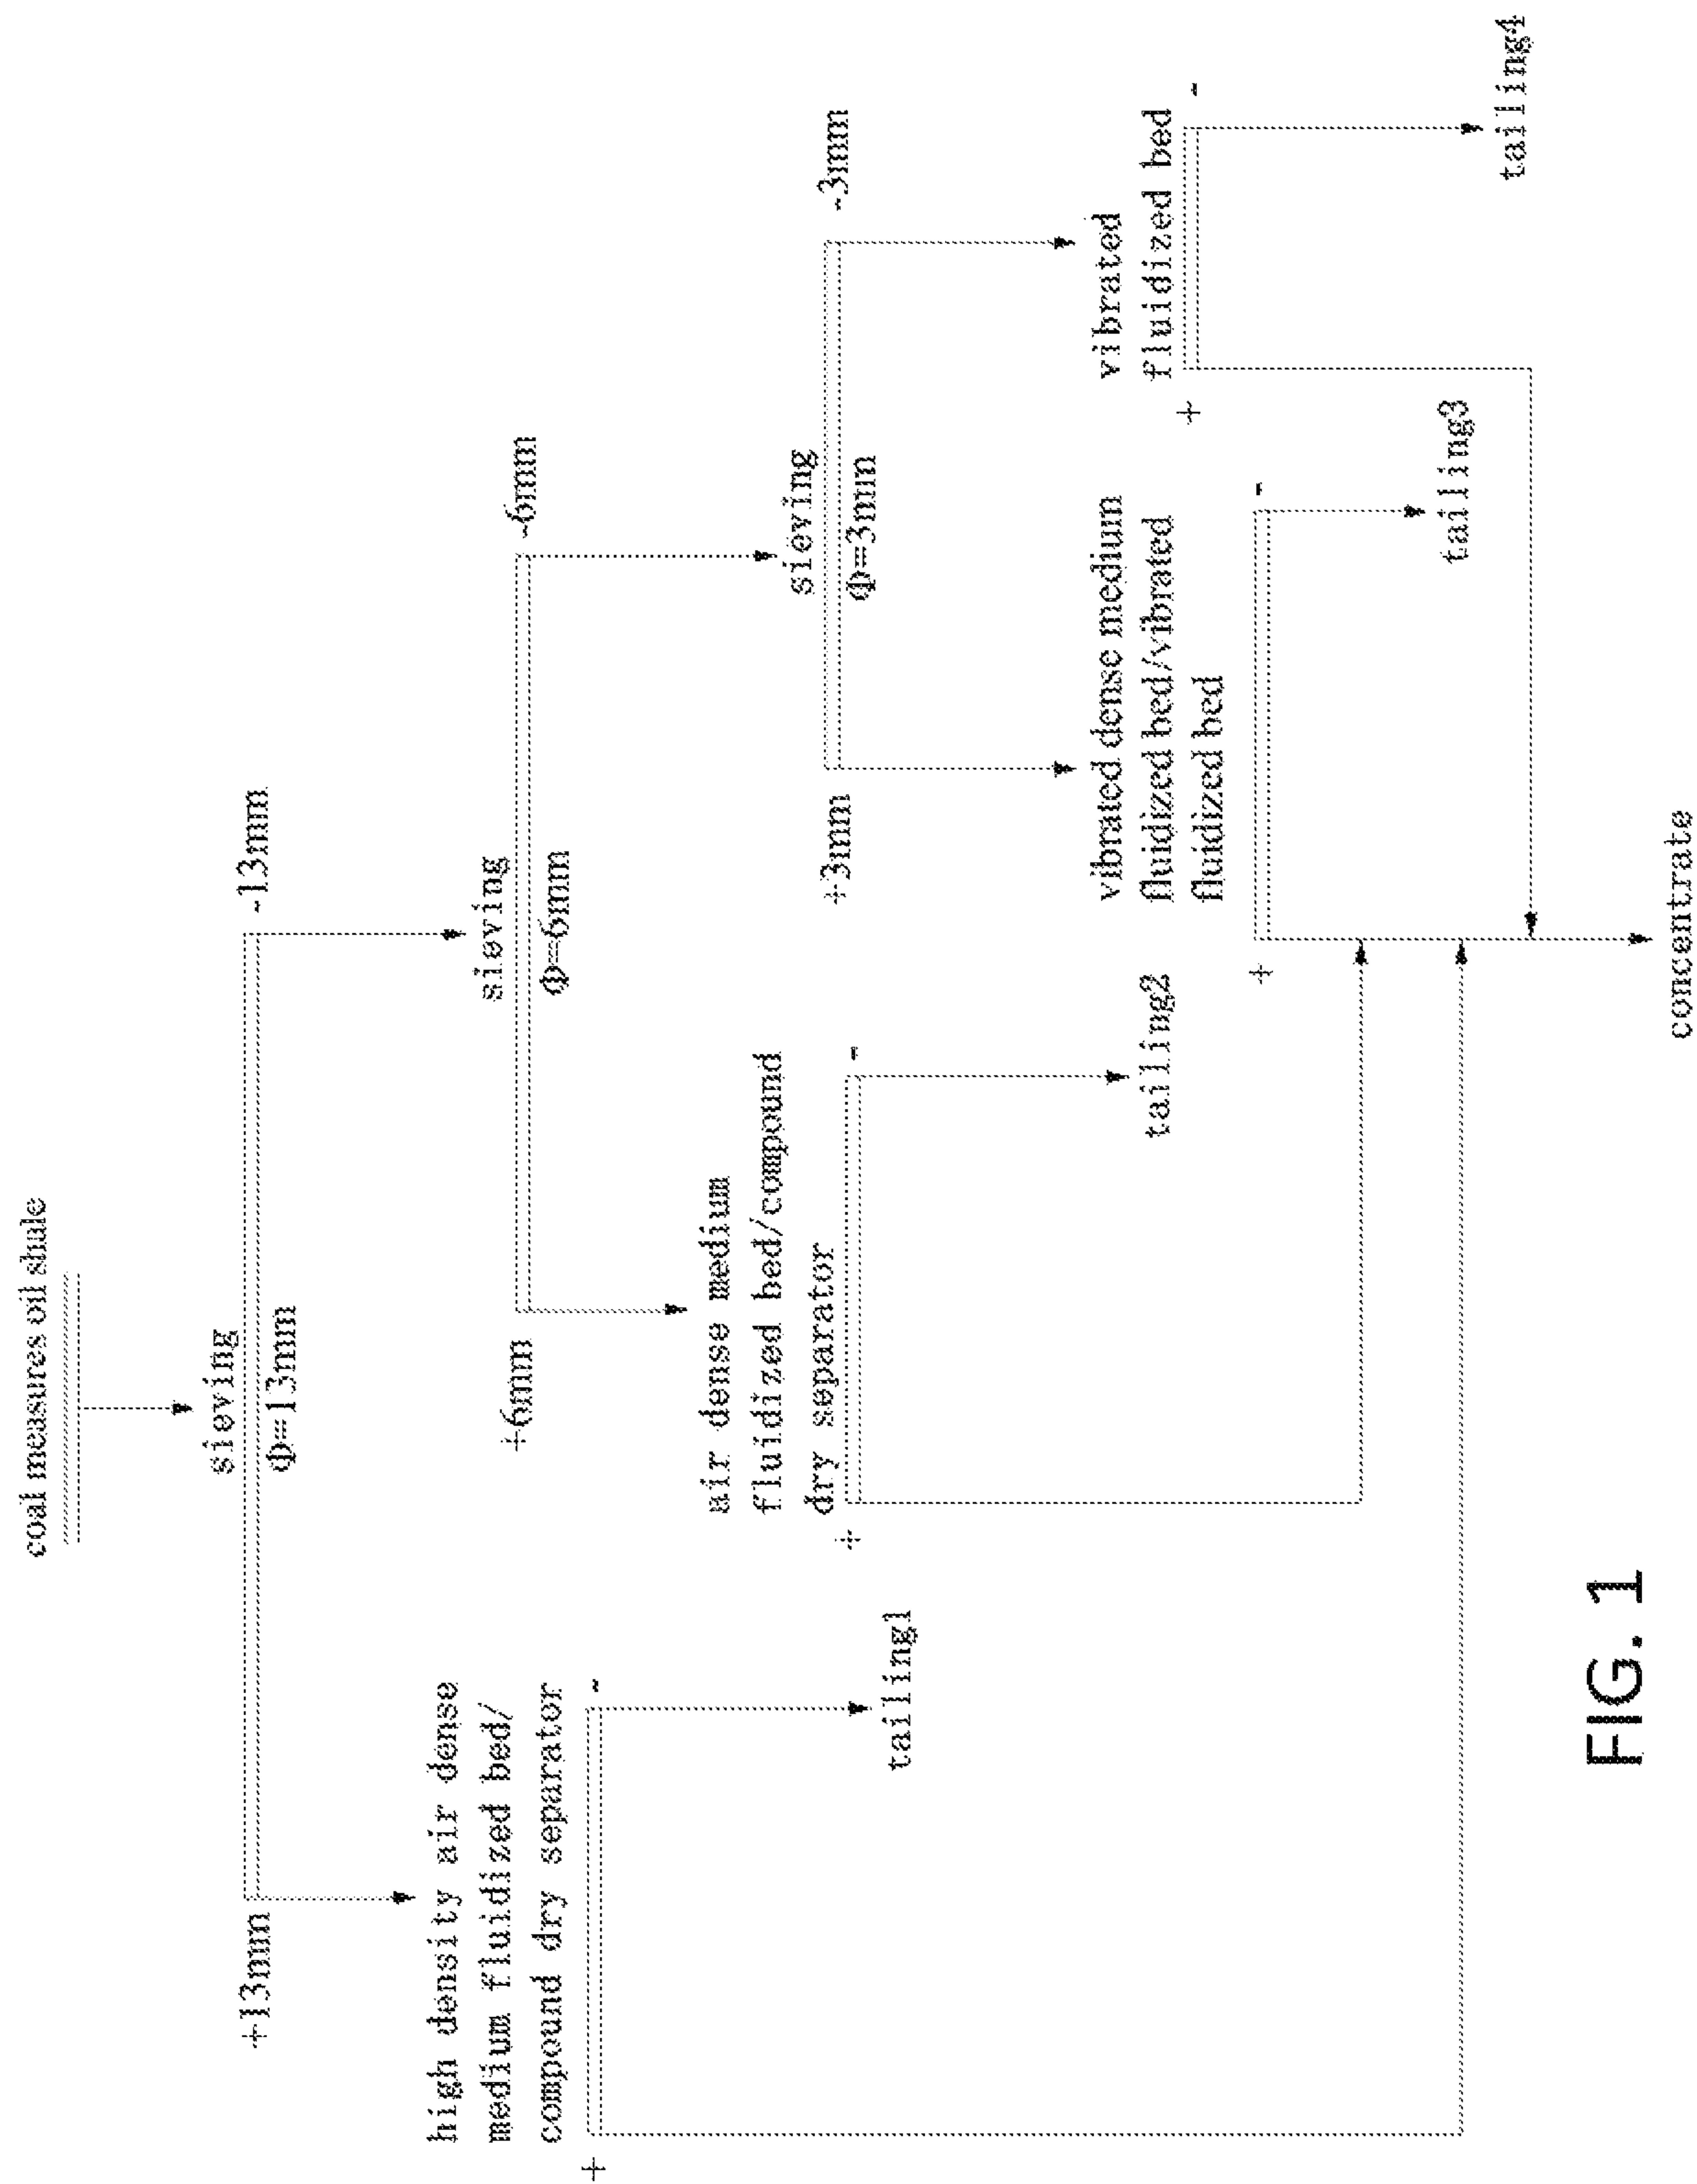 coal measures oil shale
sieving
Φ=13mm
+13mm
-13mm
high density air dense
medium fluidized bed/
compound dry separator
+
-
tailing1
sieving
Φ=6mm
+6mm
-6mm
air dense medium
fluidized bed/compound
dry separator
+
-
tailing2
sieving
Φ=3mm
+3mm
-3mm
vibrated dense medium
fluidized bed/vibrated
fluidized bed
+
-
tailing3
vibrated
fluidized bed
+
-
tailing4
concentrate
FIG. 1